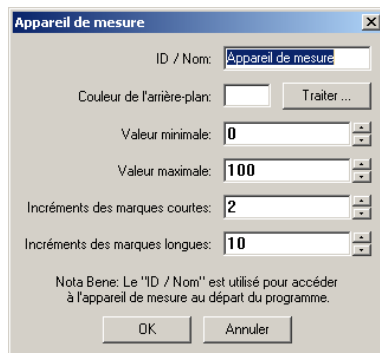 Appareil de mesure
ID / Nom: Appareil de mesure
Couleur de l'arrière-plan: Traiter ...
Valeur minimale: 0
Valeur maximale: 100
Incréments des marques courtes: 2
Incréments des marques longues: 10
Nota Bene: Le "ID / Nom" est utilisé pour accéder
à l'appareil de mesure au départ du programme.
OK Annuler